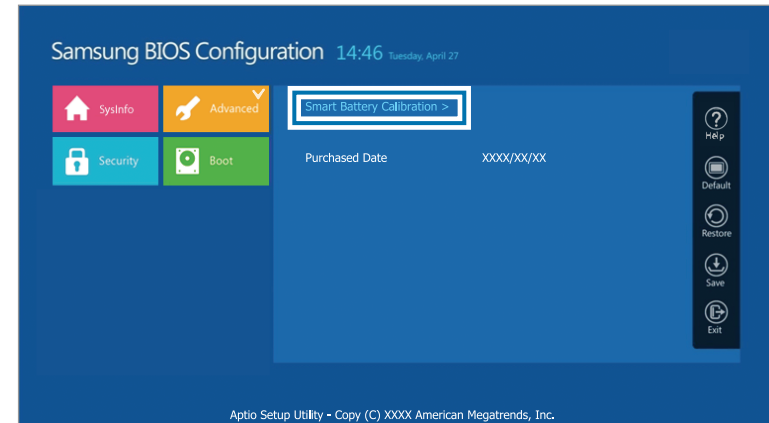 Samsung BIOS Configuration 14:46 Tuesday, April 27
SysInfo
Advanced
Security
Boot
Smart Battery Calibration >
Purchased Date XXXX/XX/XX
Help
Default
Restore
Save
Exit
Aptio Setup Utility - Copy (C) XXXX American Megatrends, Inc.